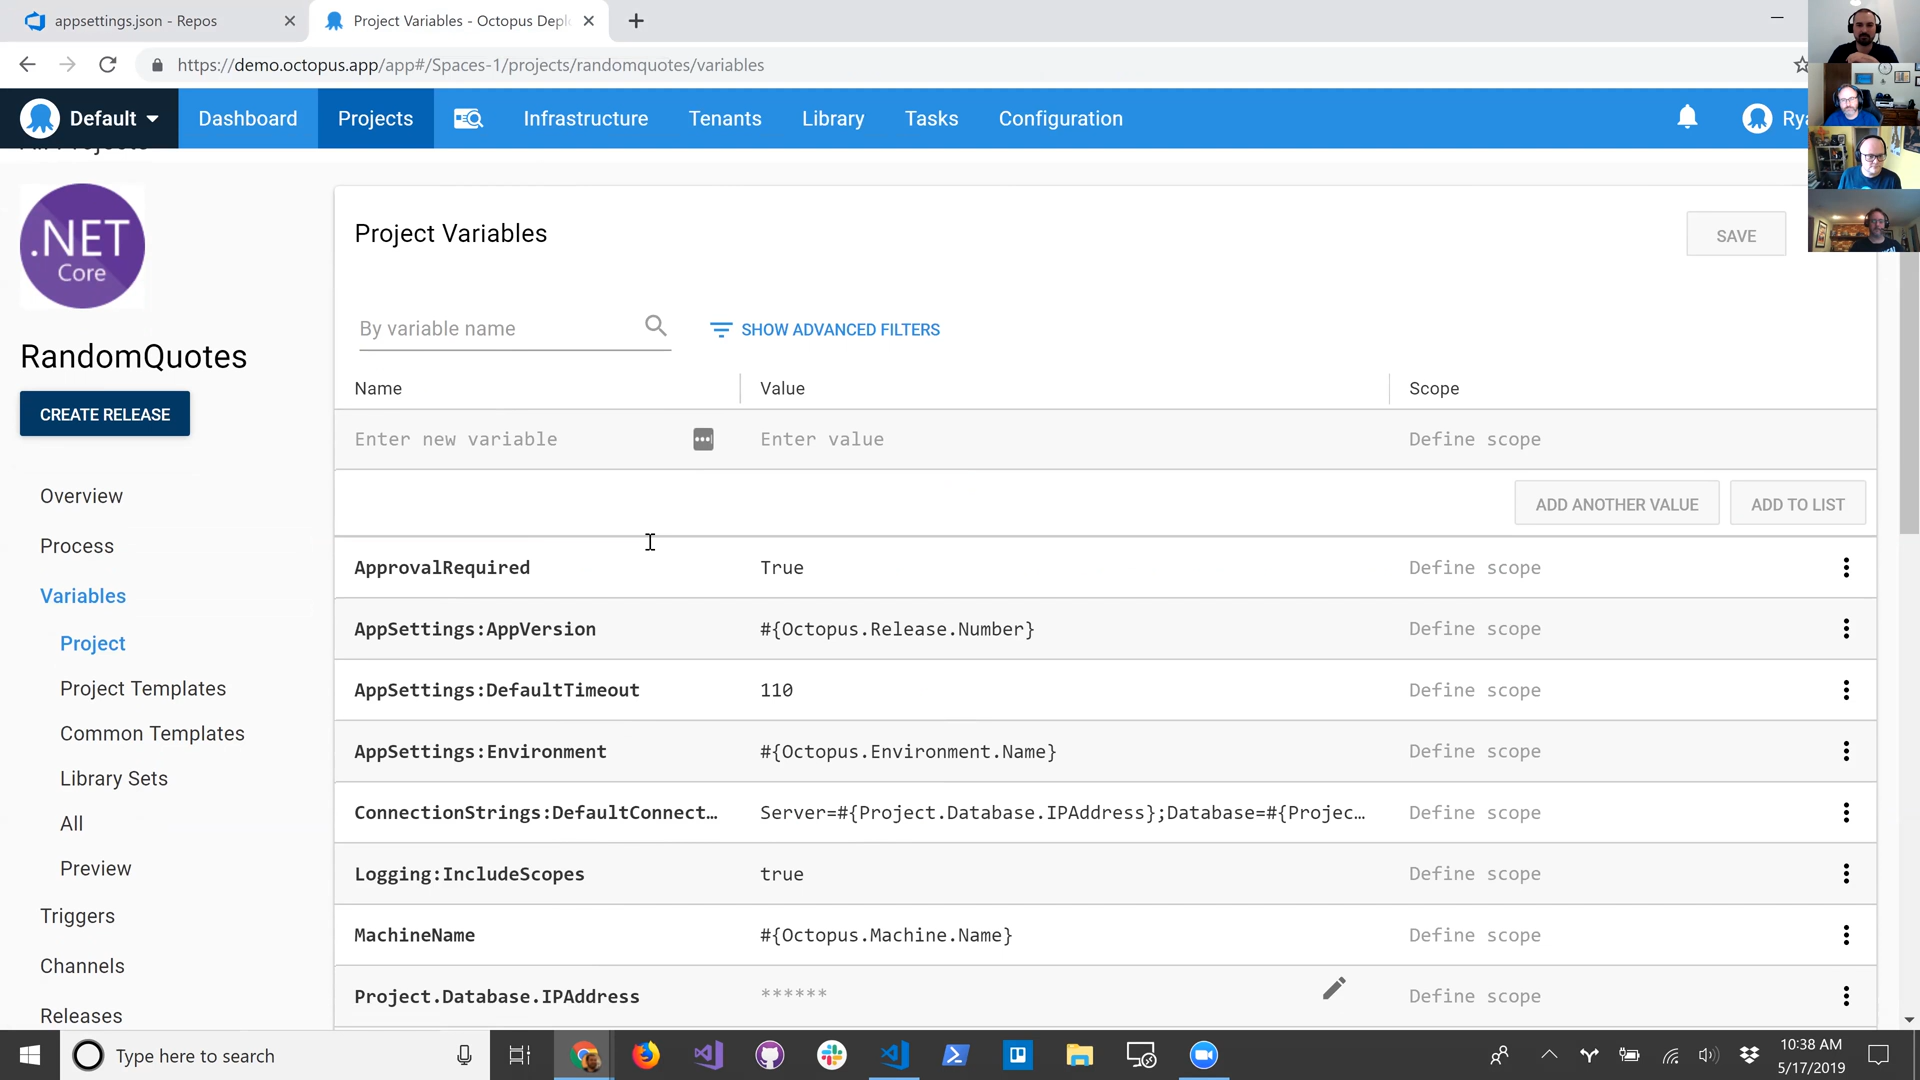 appsettings.json - Repos
Project Variables - Octopus Depl
https://demo.octopus.app/app#/Spaces-1/projects/randomquotes/variables
Default
Dashboard
Projects
Infrastructure
Tenants
Library
Tasks
Configuration
Rya
All Projects
.NET
Core
RandomQuotes
CREATE RELEASE
Overview
Process
Variables
Project
Project Templates
Common Templates
Library Sets
All
Preview
Triggers
Channels
Releases
Project Variables
SAVE
By variable name
SHOW ADVANCED FILTERS
Name Value Scope
Enter new variable Enter value Define scope
ADD ANOTHER VALUE ADD TO LIST
ApprovalRequired True Define scope
AppSettings:AppVersion #{Octopus.Release.Number} Define scope
AppSettings:DefaultTimeout 110 Define scope
AppSettings:Environment #{Octopus.Environment.Name} Define scope
ConnectionStrings:DefaultConnect… Server=#{Project.Database.IPAddress};Database=#{Projec… Define scope
Logging:IncludeScopes true Define scope
MachineName #{Octopus.Machine.Name} Define scope
Project.Database.IPAddress ****** Define scope
Type here to search
10:38 AM
5/17/2019